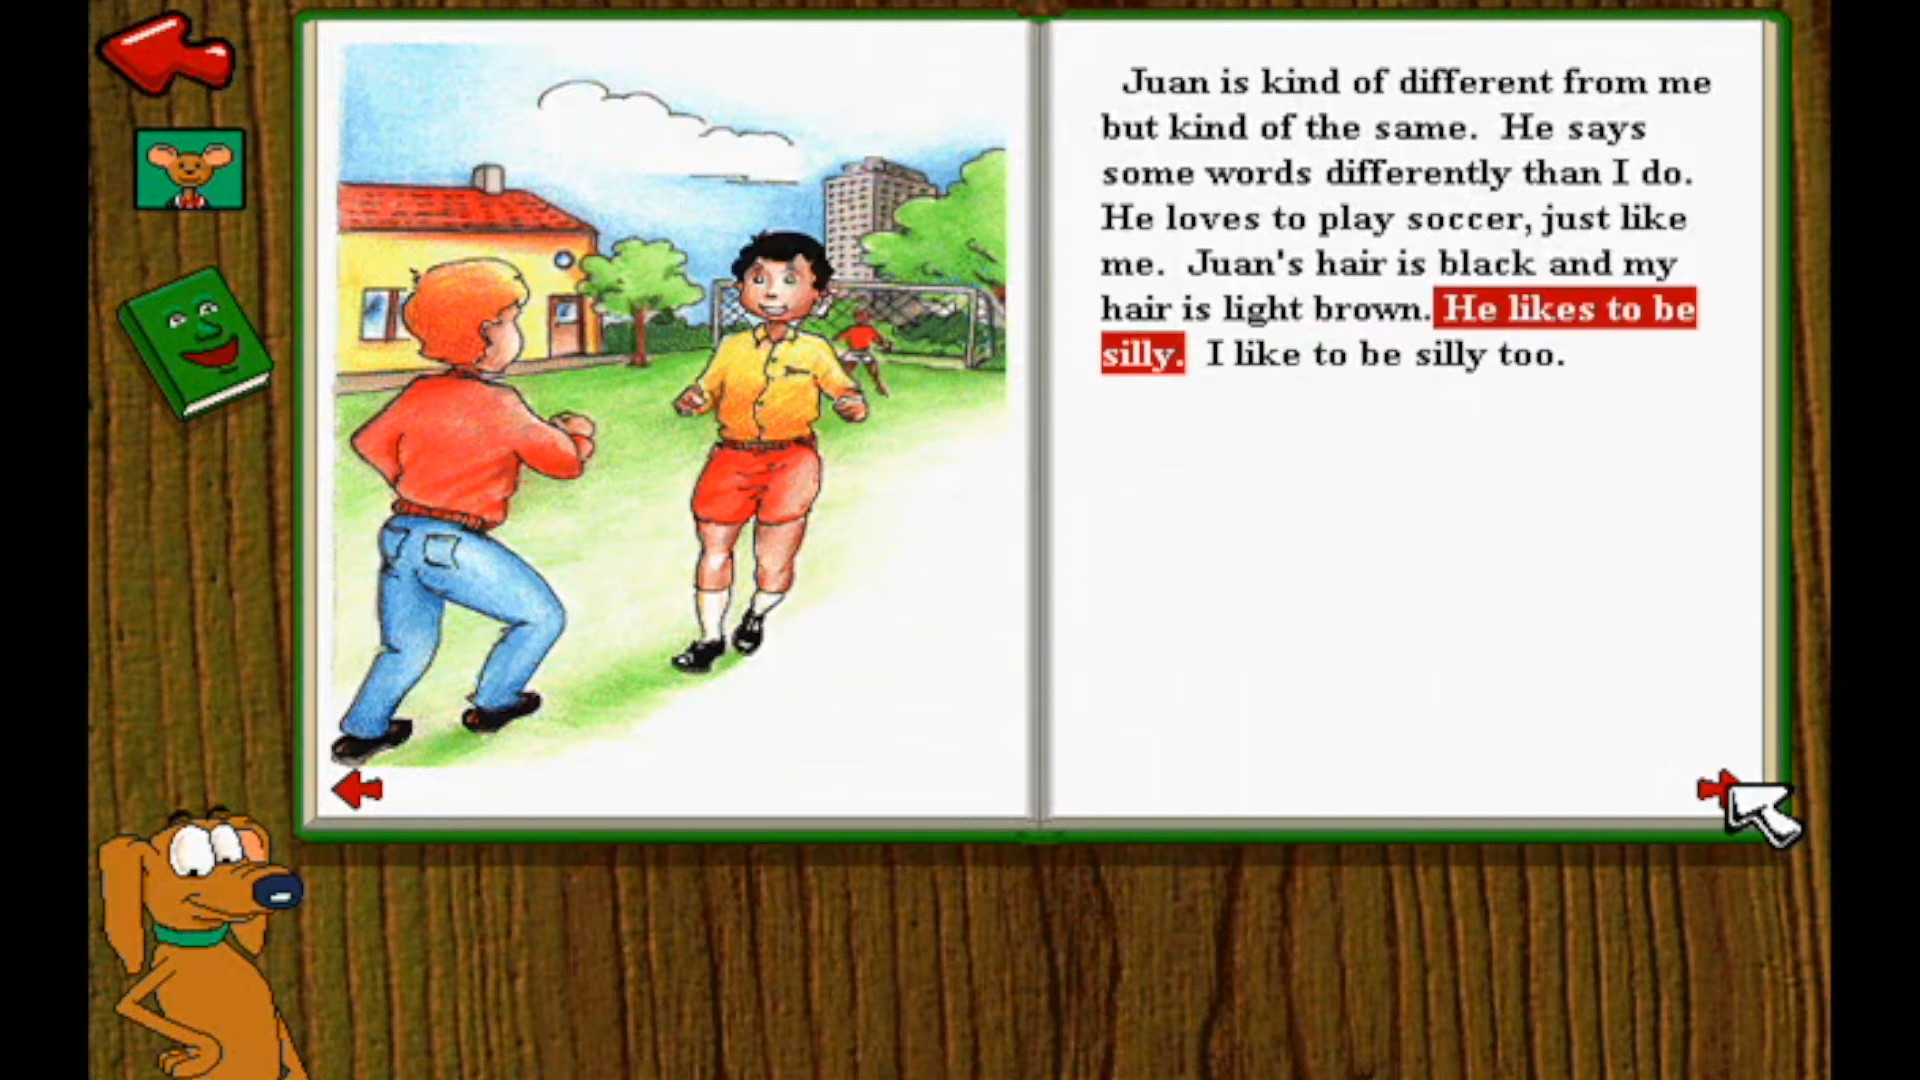 Juan is kind of different from me
but kind of the same. He says
some words differently than I do.
He loves to play soccer, just like
me. Juan's hair is black and my
hair is light brown. He likes to be
silly. I like to be silly too.